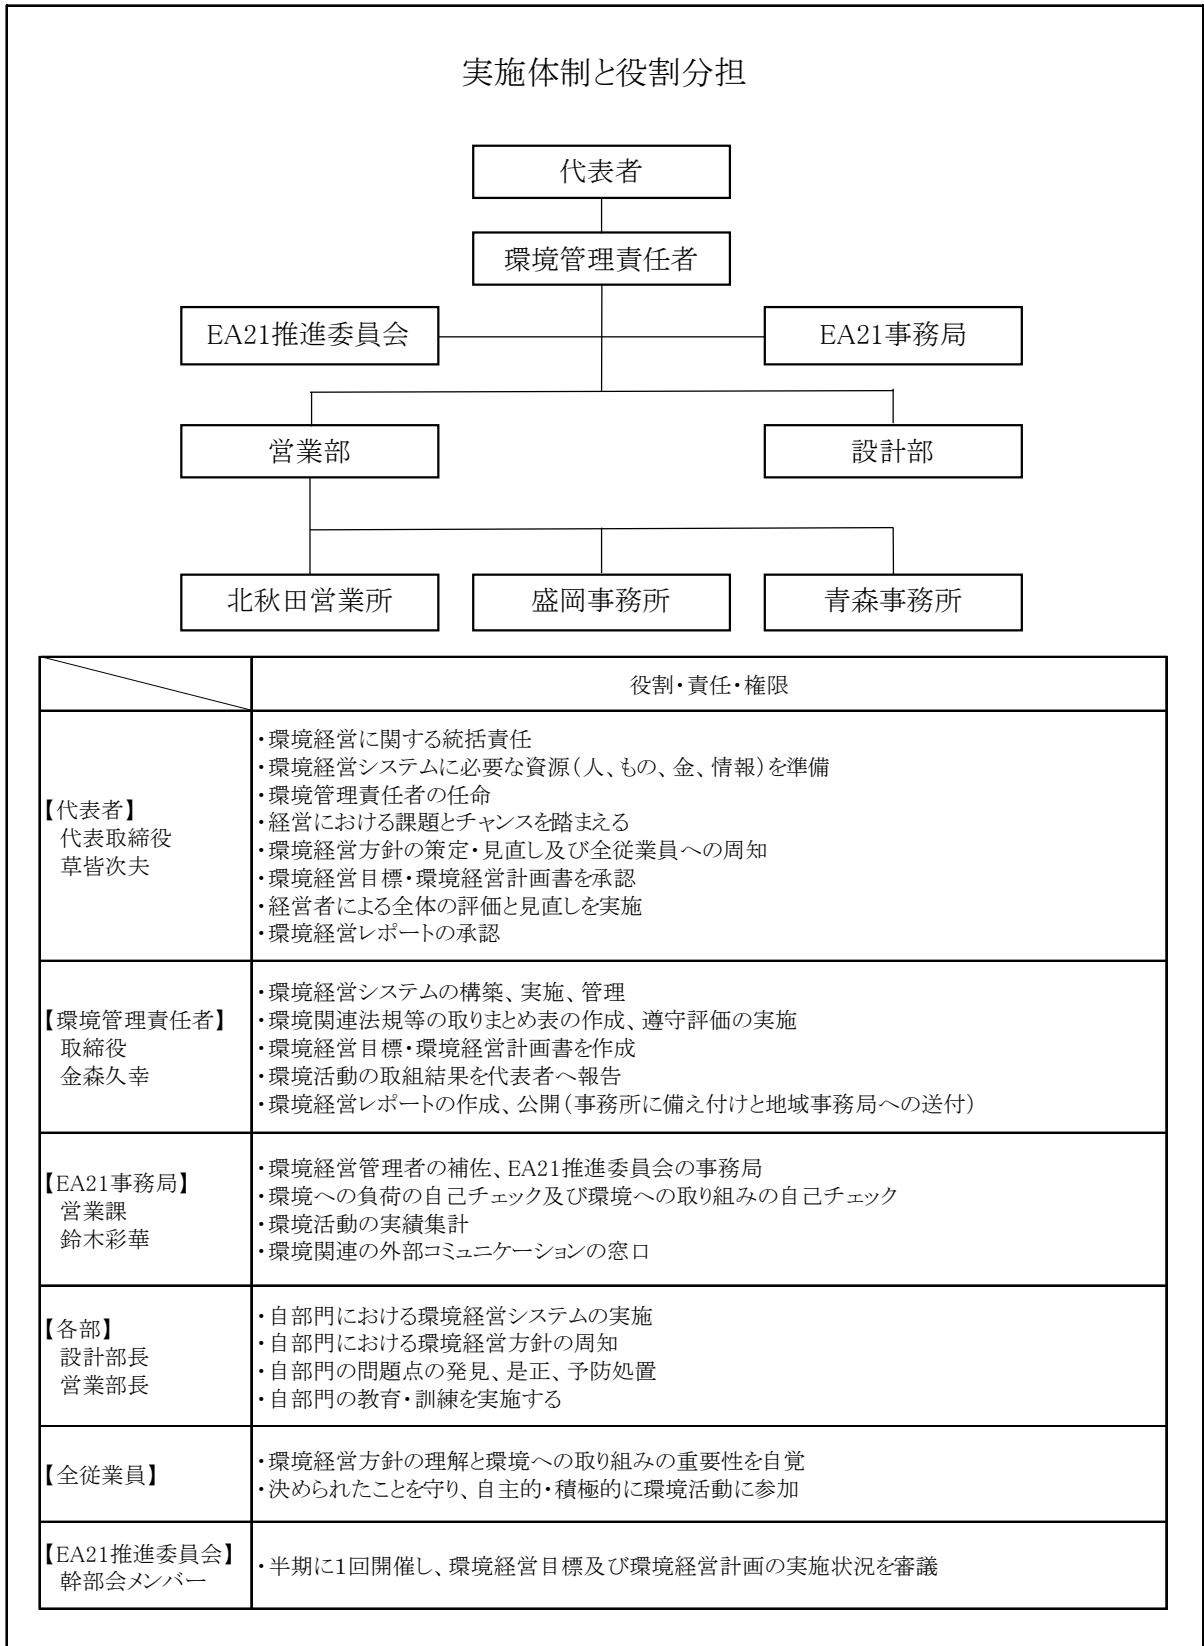 実施体制と役割分担
代表者
環境管理責任者
EA21推進委員会
EA21事務局
営業部
設計部
北秋田営業所
盛岡事務所
青森事務所
役割・責任・権限
【代表者】
代表取締役
草皆次夫
・環境経営に関する統括責任
・環境経営システムに必要な資源(人、もの、金、情報)を準備
・環境管理責任者の任命
・経営における課題とチャンスを踏まえる
・環境経営方針の策定・見直し及び全従業員への周知
・環境経営目標・環境経営計画書を承認
・経営者による全体の評価と見直しを実施
・環境経営レポートの承認
【環境管理責任者】
取締役
金森久幸
・環境経営システムの構築、実施、管理
・環境関連法規等の取りまとめ表の作成、遵守評価の実施
・環境経営目標・環境経営計画書を作成
・環境活動の取組結果を代表者へ報告
・環境経営レポートの作成、公開(事務所に備え付けと地域事務局への送付)
【EA21事務局】
営業課
鈴木彩華
・環境経営管理者の補佐、EA21推進委員会の事務局
・環境への負荷の自己チェック及び環境への取り組みの自己チェック
・環境活動の実績集計
・環境関連の外部コミュニケーションの窓口
【各部】
設計部長
営業部長
・自部門における環境経営システムの実施
・自部門における環境経営方針の周知
・自部門の問題点の発見、是正、予防処置
・自部門の教育・訓練を実施する
【全従業員】
・環境経営方針の理解と環境への取り組みの重要性を自覚
・決められたことを守り、自主的・積極的に環境活動に参加
【EA21推進委員会】
幹部会メンバー
・半期に1回開催し、環境経営目標及び環境経営計画の実施状況を審議